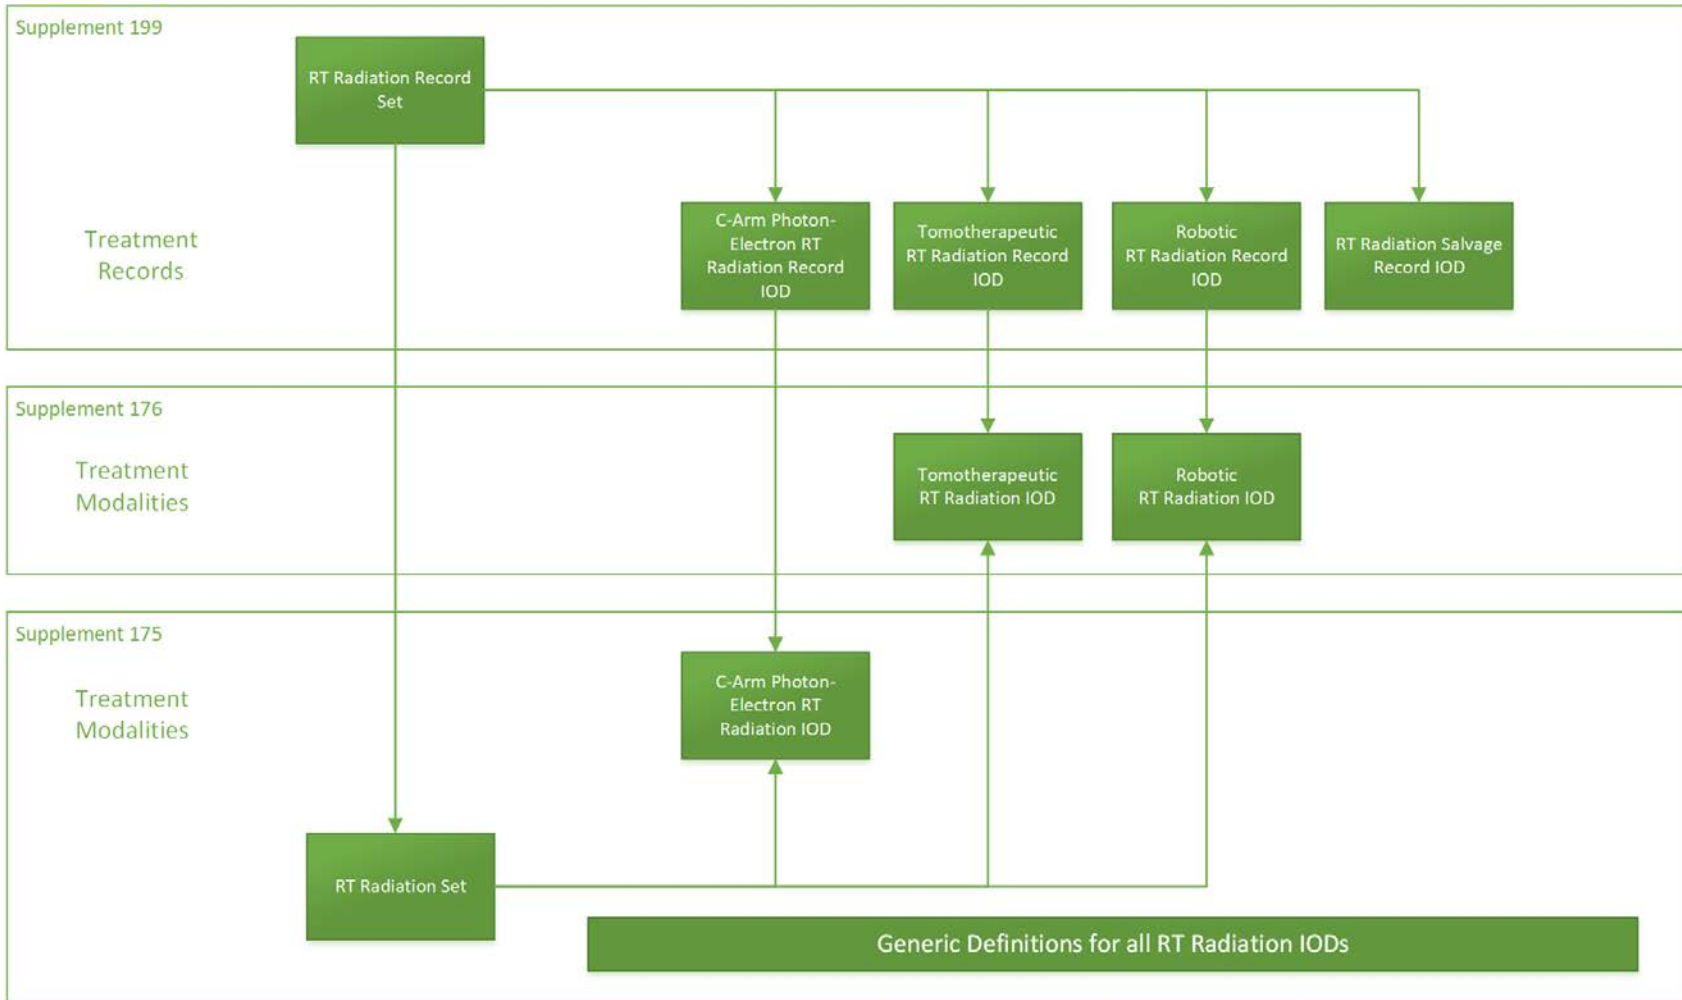 Supplement 199
RT Radiation Record
Set
Treatment
Records
C-Arm Photon-
Electron RT
Radiation Record
IOD
Tomotherapeutic
RT Radiation Record
IOD
Robotic
RT Radiation Record
IOD
RT Radiation Salvage
Record IOD
Supplement 176
Treatment
Modalities
Tomotherapeutic
RT Radiation IOD
Robotic
RT Radiation IOD
Supplement 175
Treatment
Modalities
C-Arm Photon-
Electron RT
Radiation IOD
RT Radiation Set
Generic Definitions for all RT Radiation IODs